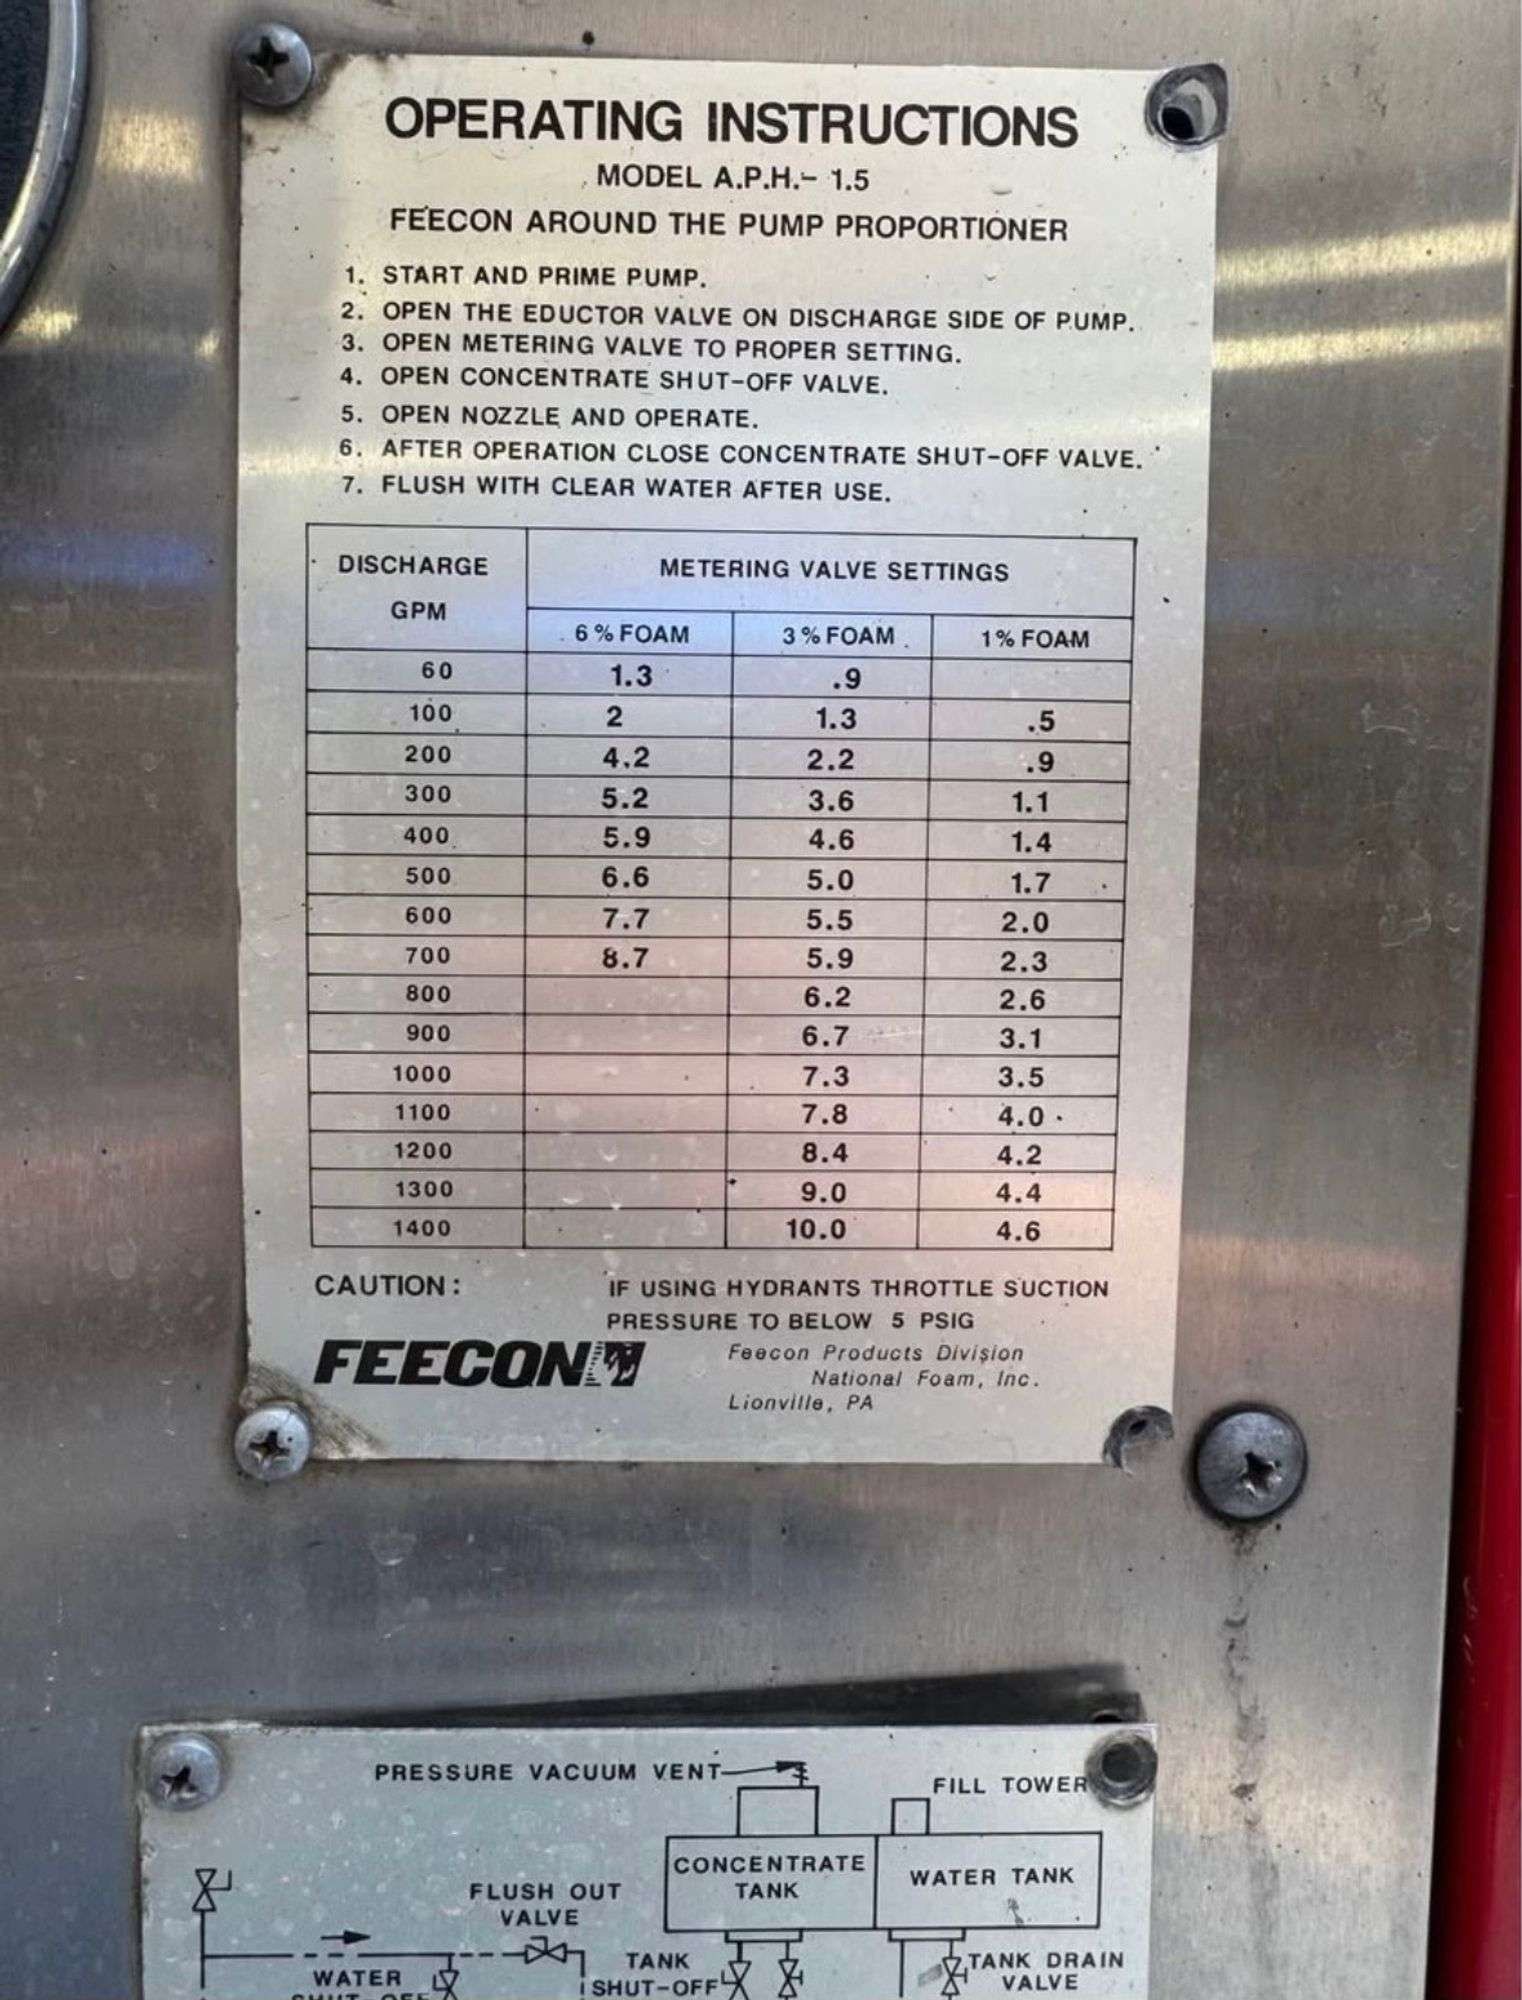 OPERATING INSTRUCTIONS
MODEL A.P.H.- 1.5
FEECON AROUND THE PUMP PROPORTIONER
1. START AND PRIME PUMP.
2. OPEN THE EDUCTOR VALVE ON DISCHARGE SIDE OF PUMP.
3. OPEN METERING VALVE TO PROPER SETTING.
4. OPEN CONCENTRATE SHUT-OFF VALVE.
5. OPEN NOZZLE AND OPERATE.
6. AFTER OPERATION CLOSE CONCENTRATE SHUT-OFF VALVE.
7. FLUSH WITH CLEAR WATER AFTER USE.
DISCHARGE GPM METERING VALVE SETTINGS
6% FOAM 3% FOAM 1% FOAM
60 1.3 .9
100 2 1.3 .5
200 4.2 2.2 .9
300 5.2 3.6 1.1
400 5.9 4.6 1.4
500 6.6 5.0 1.7
600 7.7 5.5 2.0
700 8.7 5.9 2.3
800 6.2 2.6
900 6.7 3.1
1000 7.3 3.5
1100 7.8 4.0
1200 8.4 4.2
1300 9.0 4.4
1400 10.0 4.6
CAUTION: IF USING HYDRANTS THROTTLE SUCTION
PRESSURE TO BELOW 5 PSIG
FEECON
Feecon Products Division
National Foam, Inc.
Lionville, PA
PRESSURE VACUUM VENT
FILL TOWER
CONCENTRATE
TANK
WATER TANK
FLUSH OUT
VALVE
TANK
SHUT-OFF
TANK DRAIN
VALVE
WATER
SHUT-OFF